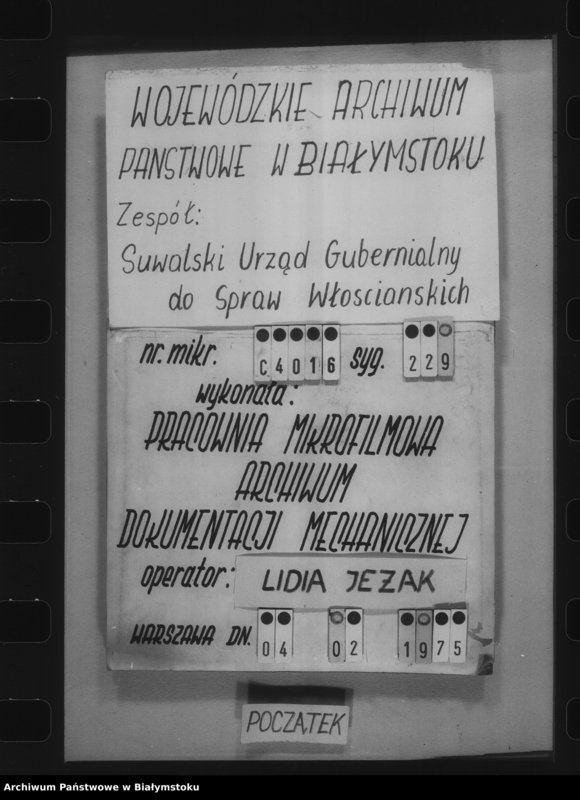 WOJEWÓDZKIE ARCHIWUM
PAŃSTWOWE W BIAŁYMSTOKU
Zespół:
Suwalski Urząd Gubernialny
do Spraw Włoscianskich
nr. mikr. C4016 syg. 229
wykonała:
PRACOWNIA MIKROFILMOWA
ARCHIWUM
DOKUMENTACJI MECHANICZNEJ
operator: LIDIA JEZAK
WARSZAWA DN. 04 02 1975
POCZĄTEK
Archiwum Państwowe w Białymstoku